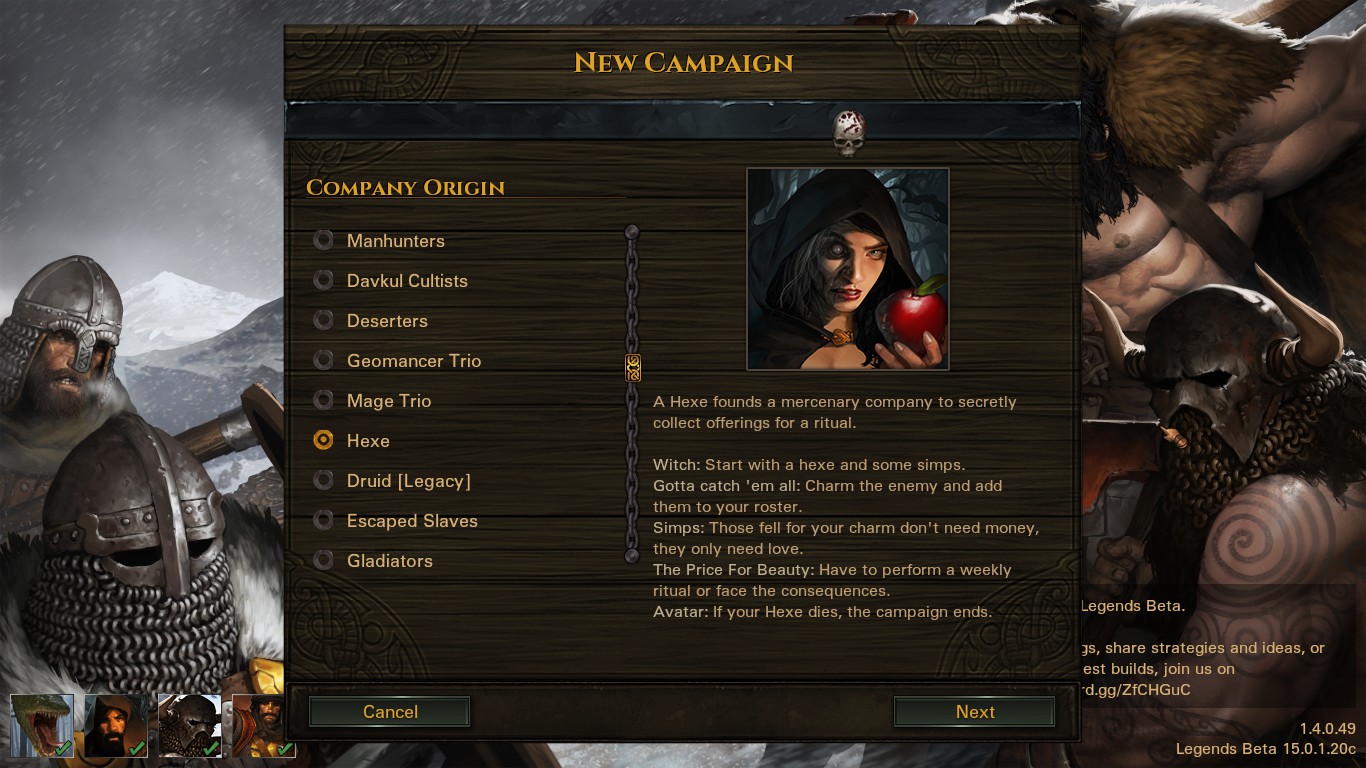 New Campaign
Company Origin
Manhunters
Davkul Cultists
Deserters
Geomancer Trio
Mage Trio
Hexe
Druid [Legacy]
Escaped Slaves
Gladiators
A Hexe founds a mercenary company to secretly
collect offerings for a ritual.
Witch: Start with a hexe and some simps.
Gotta catch 'em all: Charm the enemy and add
them to your roster.
Simps: Those fell for your charm don't need money,
they only need love.
The Price For Beauty: Have to perform a weekly
ritual or face the consequences.
Avatar: If your Hexe dies, the campaign ends.
Cancel
Next
Legends Beta.
gs, share strategies and ideas, or
est builds, join us on
rd.gg/ZfCHGuC
1.4.0.49
Legends Beta 15.0.1.20c